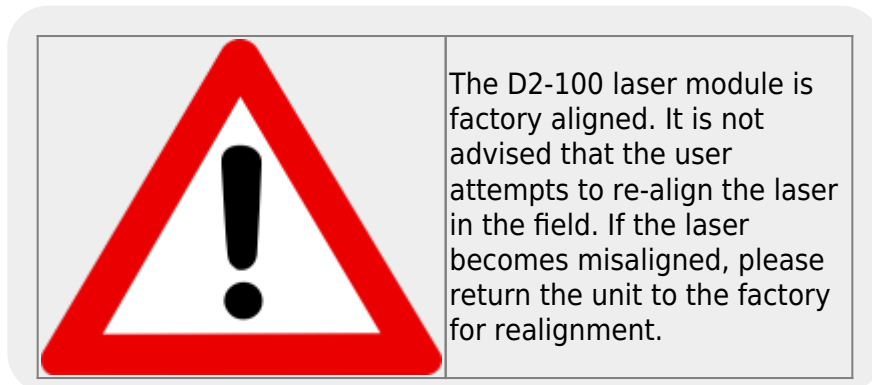 The D2-100 laser module is
factory aligned. It is not
advised that the user
attempts to re-align the laser
in the field. If the laser
becomes misaligned, please
return the unit to the factory
for realignment.